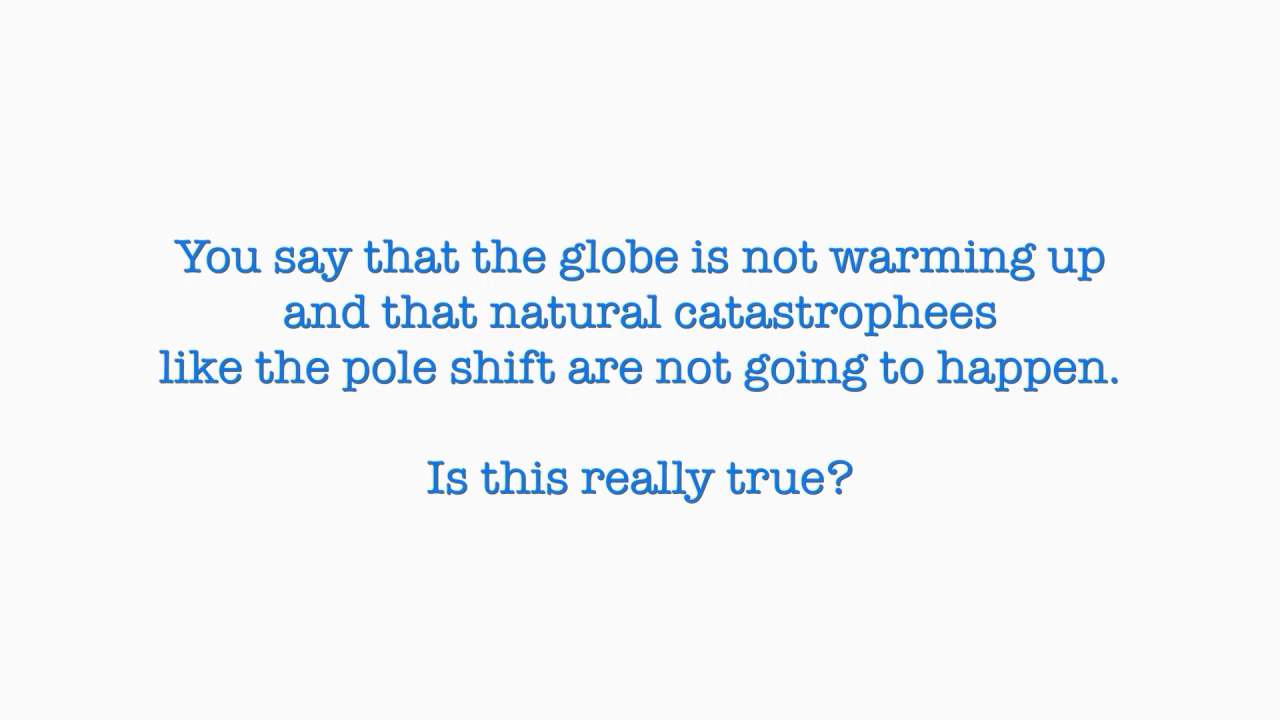 You say that the globe is not warming up
and that natural catastrophees
like the pole shift are not going to happen.
Is this really true?